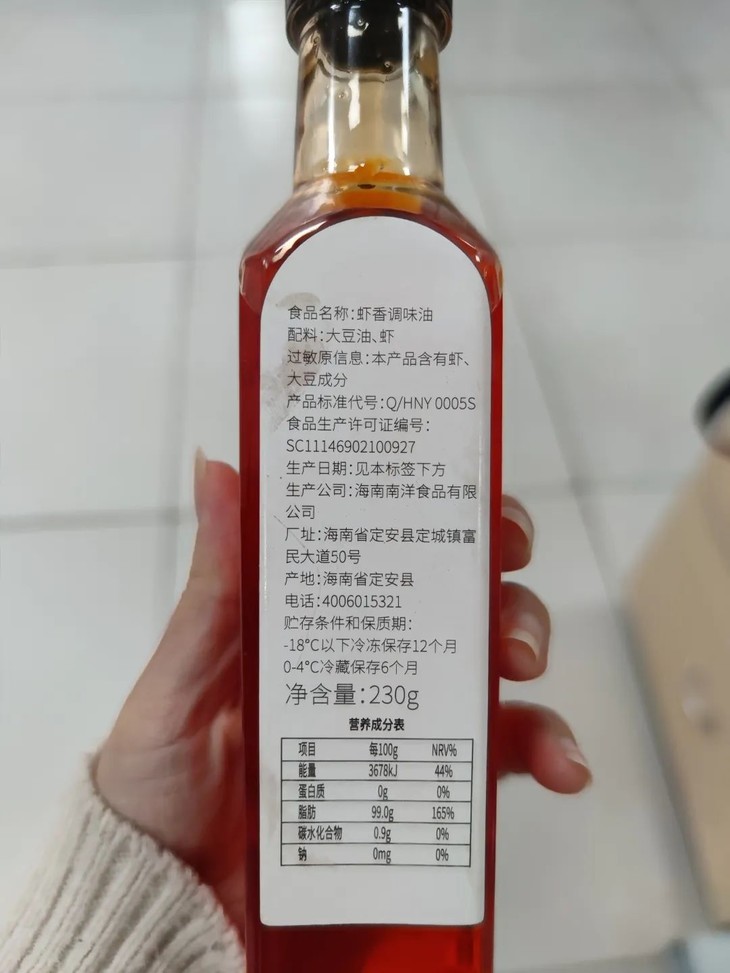 食品名称:虾香调味油
配料:大豆油、虾
过敏原信息:本产品含有虾、
大豆成分
产品标准代号:Q/HNY 0005S
食品生产许可证编号:
SC11146902100927
生产日期:见本标签下方
生产公司:海南南洋食品有限
公司
厂址:海南省定安县定城镇富
民大道50号
产地:海南省定安县
电话:4006015321
贮存条件和保质期:
-18°C以下冷冻保存12个月
0-4°C冷藏保存6个月
净含量:230g
营养成分表
项目 每100g NRV%
能量 3678kJ 44%
蛋白质 0g 0%
脂肪 99.0g 165%
碳水化合物 0.9g 0%
钠 0mg 0%